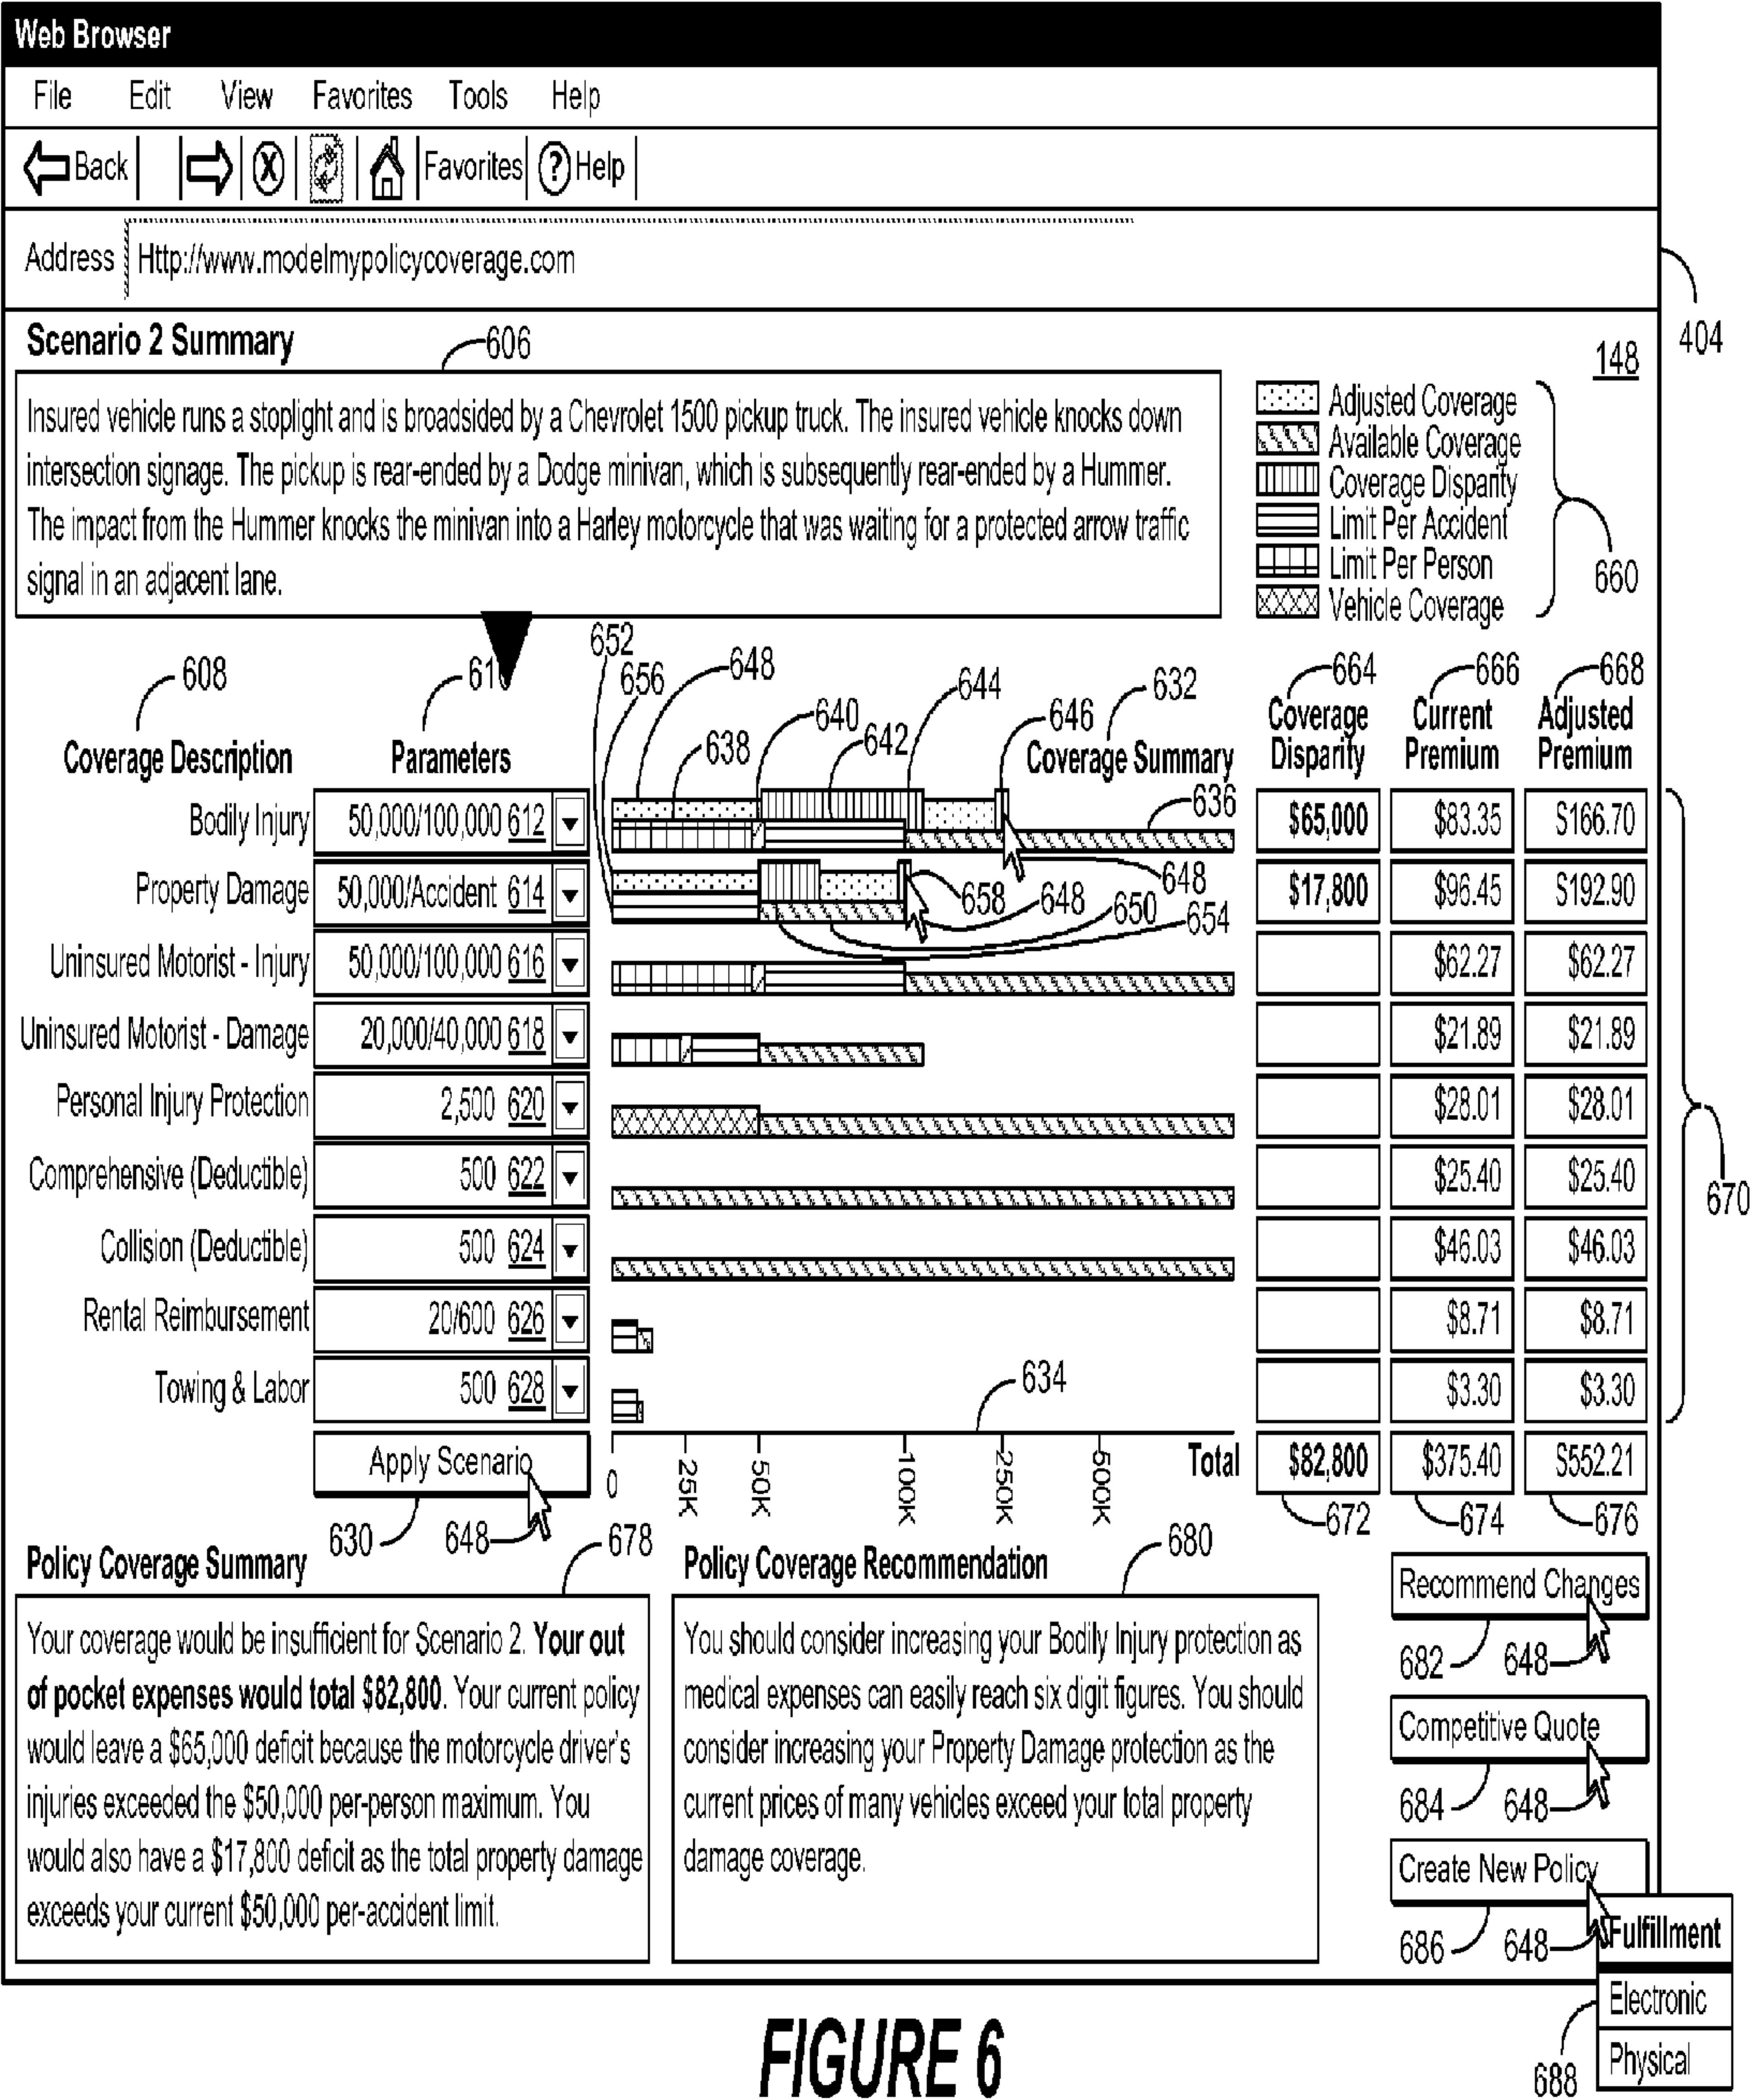 Web Browser
File Edit View Favorites Tools Help
Back Favorites Help
Address Http://www.modelmypolicycoverage.com
404
Scenario 2 Summary
606
148
Insured vehicle runs a stoplight and is broadsided by a Chevrolet 1500 pickup truck. The insured vehicle knocks down
intersection signage. The pickup is rear-ended by a Dodge minivan, which is subsequently rear-ended by a Hummer.
The impact from the Hummer knocks the minivan into a Harley motorcycle that was waiting for a protected arrow traffic
signal in an adjacent lane.
Adjusted Coverage
Available Coverage
Coverage Disparity
Limit Per Accident
Limit Per Person
Vehicle Coverage
660
608 652 656 648 638 640 642 644 646 632 664 666 668
Coverage Description Parameters Coverage Summary Coverage Disparity Current Premium Adjusted Premium
Bodily Injury 50,000/100,000 612 636 $65,000 $83.35 S166.70
Property Damage 50,000/Accident 614 658 648 650 648 654 $17,800 $96.45 S192.90
Uninsured Motorist - Injury 50,000/100,000 616 $62.27 $62.27
Uninsured Motorist - Damage 20,000/40,000 618 $21.89 $21.89
Personal Injury Protection 2,500 620 $28.01 $28.01
Comprehensive (Deductible) 500 622 $25.40 $25.40
670
Collision (Deductible) 500 624 $46.03 $46.03
Rental Reimbursement 20/600 626 $8.71 $8.71
Towing & Labor 500 628 634 $3.30 $3.30
Apply Scenario 0 25K 50K 100K 250K 500K Total $82,800 $375.40 S552.21
630 648 672 674 676
Policy Coverage Summary 678
Your coverage would be insufficient for Scenario 2. Your out
of pocket expenses would total $82,800. Your current policy
would leave a $65,000 deficit because the motorcycle driver's
injuries exceeded the $50,000 per-person maximum. You
would also have a $17,800 deficit as the total property damage
exceeds your current $50,000 per-accident limit.
Policy Coverage Recommendation 680
You should consider increasing your Bodily Injury protection as
medical expenses can easily reach six digit figures. You should
consider increasing your Property Damage protection as the
current prices of many vehicles exceed your total property
damage coverage.
Recommend Changes
682 648
Competitive Quote
684 648
Create New Policy
686 648
Fulfillment
Electronic
Physical
688
FIGURE 6